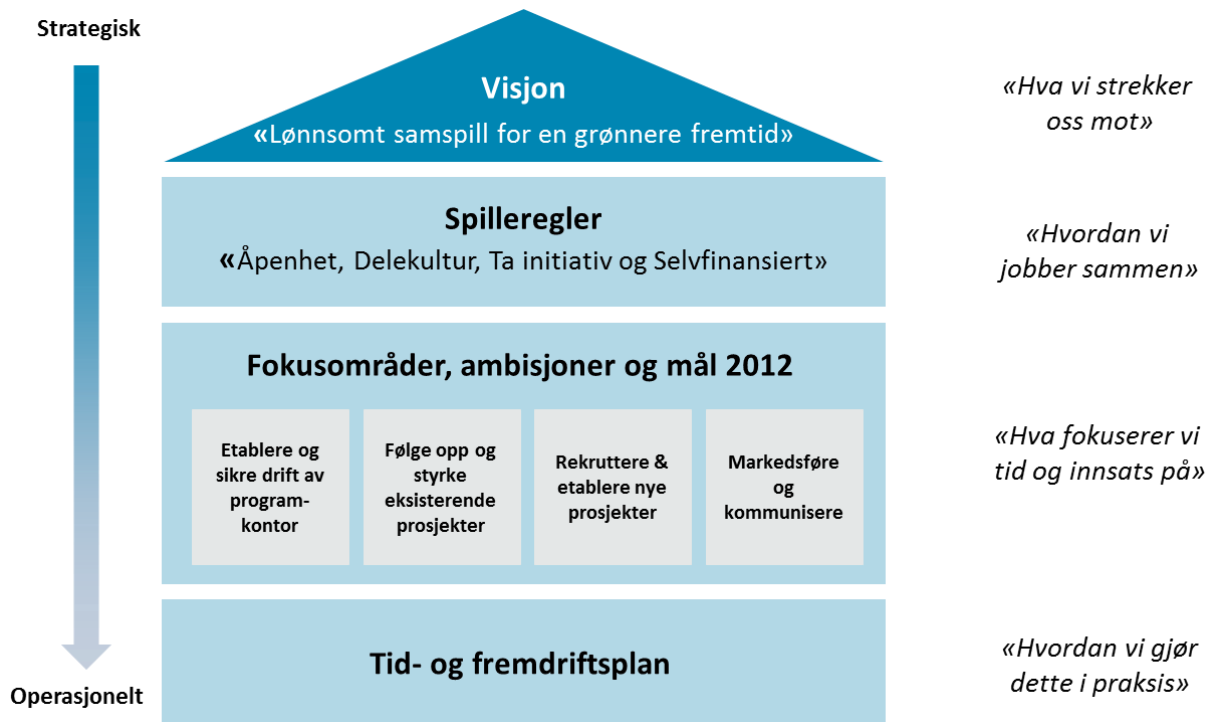 Strategisk
Visjon
«Lønnsomt samspill for en grønnere fremtid»
«Hva vi strekker
oss mot»
Spilleregler
«Åpenhet, Delekultur, Ta initiativ og Selvfinansiert»
«Hvordan vi
jobber sammen»
Fokusområder, ambisjoner og mål 2012
Etablere og
sikre drift av
program-
kontor
Følge opp og
styrke
eksisterende
prosjekter
Rekruttere &
etablere nye
prosjekter
Markedsføre
og
kommunisere
«Hva fokuserer vi
tid og innsats på»
Tid- og fremdriftsplan
«Hvordan vi gjør
dette i praksis»
Operasjonelt